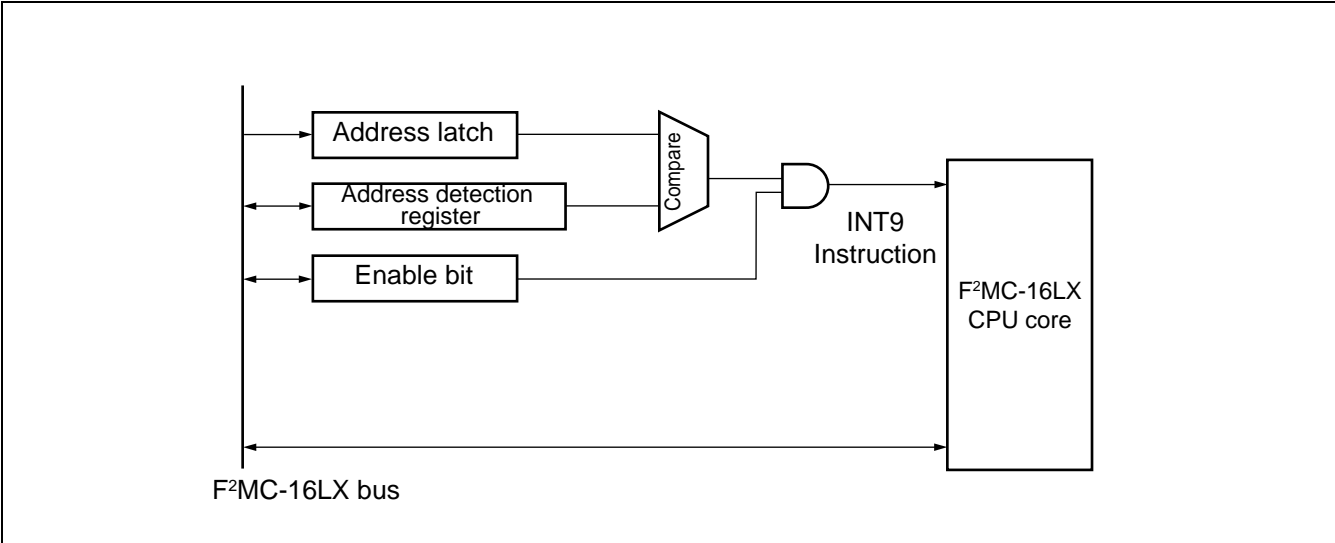 Address latch
Address detection
register
Enable bit
Compare
INT9
Instruction
F²MC-16LX
CPU core
F²MC-16LX bus